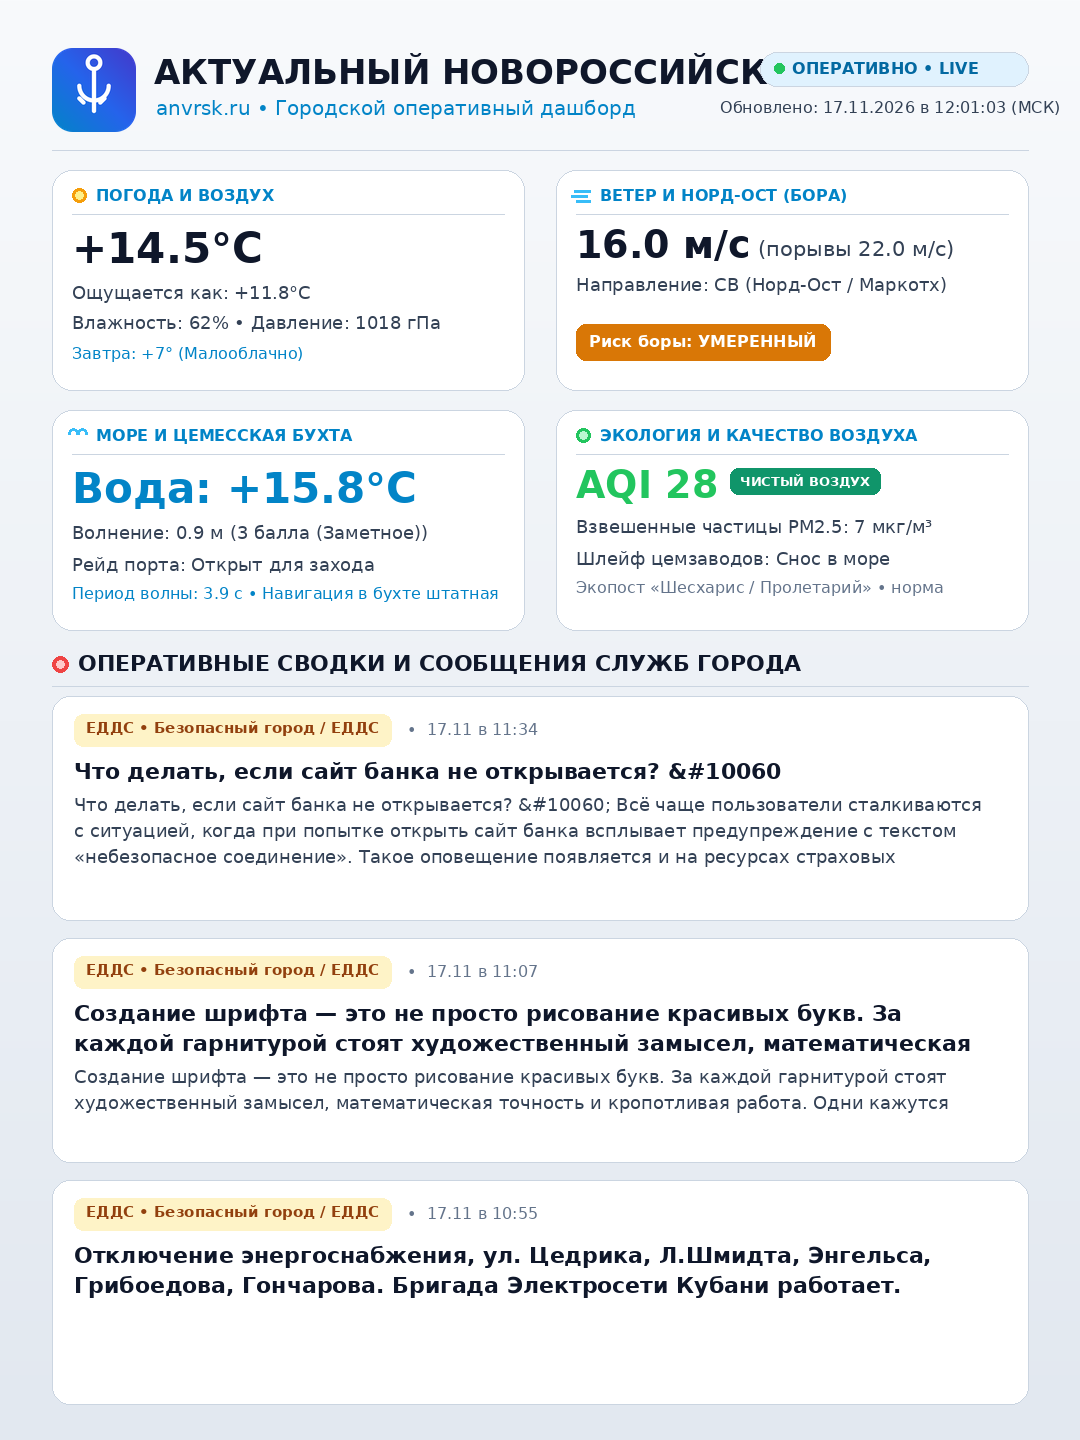 АКТУАЛЬНЫЙ НОВОРОССИЙСК
ОПЕРАТИВНО • LIVE
anvrsk.ru • Городской оперативный дашборд
Обновлено: 17.11.2026 в 12:01:03 (МСК)
ПОГОДА И ВОЗДУХ
+14.5°C
Ощущается как: +11.8°C
Влажность: 62% • Давление: 1018 гПа
Завтра: +7° (Малооблачно)
ВЕТЕР И НОРД-ОСТ (БОРА)
16.0 м/с (порывы 22.0 м/с)
Направление: СВ (Норд-Ост / Маркотх)
Риск боры: УМЕРЕННЫЙ
МОРЕ И ЦЕМЕССКАЯ БУХТА
Вода: +15.8°C
Волнение: 0.9 м (3 балла (Заметное))
Рейд порта: Открыт для захода
Период волны: 3.9 с • Навигация в бухте штатная
ЭКОЛОГИЯ И КАЧЕСТВО ВОЗДУХА
AQI 28 ЧИСТЫЙ ВОЗДУХ
Взвешенные частицы PM2.5: 7 мкг/м³
Шлейф цемзаводов: Снос в море
Экопост «Шесхарис / Пролетарий» • норма
ОПЕРАТИВНЫЕ СВОДКИ И СООБЩЕНИЯ СЛУЖБ ГОРОДА
ЕДДС • Безопасный город / ЕДДС • 17.11 в 11:34
Что делать, если сайт банка не открывается? &#10060
Что делать, если сайт банка не открывается? &#10060; Всё чаще пользователи сталкиваются
с ситуацией, когда при попытке открыть сайт банка всплывает предупреждение с текстом
«небезопасное соединение». Такое оповещение появляется и на ресурсах страховых
ЕДДС • Безопасный город / ЕДДС • 17.11 в 11:07
Создание шрифта — это не просто рисование красивых букв. За
каждой гарнитурой стоят художественный замысел, математическая
Создание шрифта — это не просто рисование красивых букв. За каждой гарнитурой стоят
художественный замысел, математическая точность и кропотливая работа. Одни кажутся
ЕДДС • Безопасный город / ЕДДС • 17.11 в 10:55
Отключение энергоснабжения, ул. Цедрика, Л.Шмидта, Энгельса,
Грибоедова, Гончарова. Бригада Электросети Кубани работает.